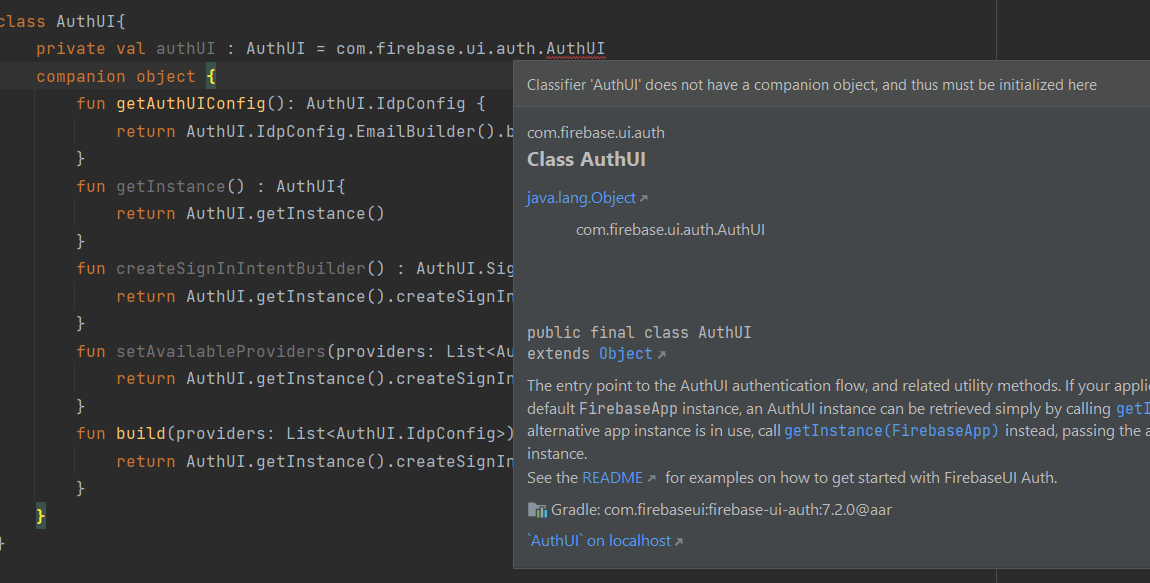 class AuthUI{
private val authUI : AuthUI = com.firebase.ui.auth.AuthUI
companion object {
fun getAuthUIConfig(): AuthUI.IdpConfig {
return AuthUI.IdpConfig.EmailBuilder().b
}
fun getInstance() : AuthUI{
return AuthUI.getInstance()
}
fun createSignInIntentBuilder() : AuthUI.Sig
return AuthUI.getInstance().createSignIn
}
fun setAvailableProviders(providers: List<Au
return AuthUI.getInstance().createSignIn
}
fun build(providers: List<AuthUI.IdpConfig>)
return AuthUI.getInstance().createSignIn
}
}
}
Classifier 'AuthUI' does not have a companion object, and thus must be initialized here
com.firebase.ui.auth
Class AuthUI
java.lang.Object
com.firebase.ui.auth.AuthUI
public final class AuthUI
extends Object
The entry point to the AuthUI authentication flow, and related utility methods. If your appli
default FirebaseApp instance, an AuthUI instance can be retrieved simply by calling getI
alternative app instance is in use, call getInstance(FirebaseApp) instead, passing the a
instance.
See the README for examples on how to get started with FirebaseUI Auth.
Gradle: com.firebaseui:firebase-ui-auth:7.2.0@aar
`AuthUI` on localhost